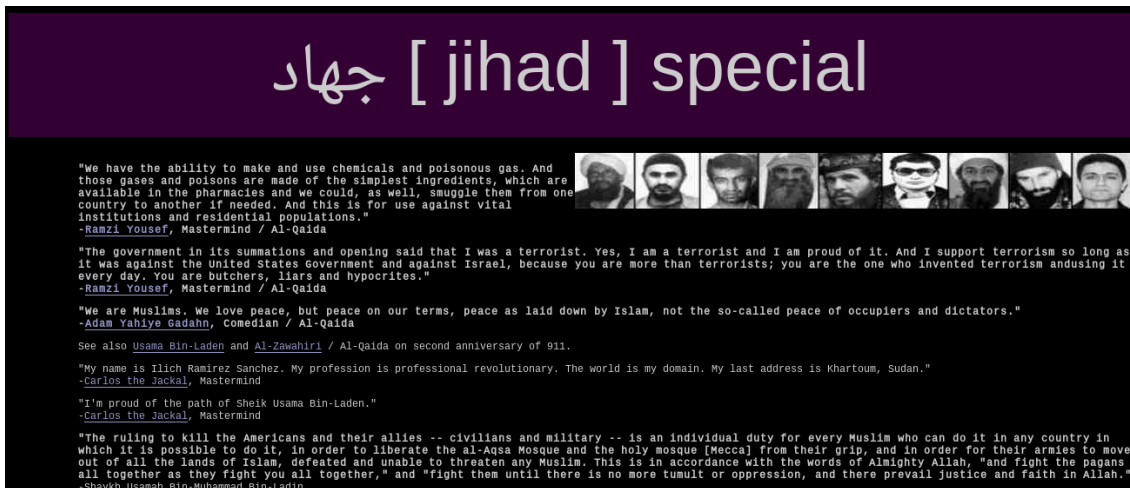 جهاد [ jihad ] special
"We have the ability to make and use chemicals and poisonous gas. And
those gases and poisons are made of the simplest ingredients, which are
available in the pharmacies and we could, as well, smuggle them from one
country to another if needed. And this is for use against vital
institutions and residential populations."
-Ramzi Yousef, Mastermind / Al-Qaida
"The government in its summations and opening said that I was a terrorist. Yes, I am a terrorist and I am proud of it. And I support terrorism so long as
it was against the United States Government and against Israel, because you are more than terrorists; you are the one who invented terrorism andusing it
every day. You are butchers, liars and hypocrites."
-Ramzi Yousef, Mastermind / Al-Qaida
"We are Muslims. We love peace, but peace on our terms, peace as laid down by Islam, not the so-called peace of occupiers and dictators."
-Adam Yahiye Gadahn, Comedian / Al-Qaida
See also Usama Bin-Laden and Al-Zawahiri / Al-Qaida on second anniversary of 911.
"My name is Ilich Ramirez Sanchez. My profession is professional revolutionary. The world is my domain. My last address is Khartoum, Sudan."
-Carlos the Jackal, Mastermind
"I'm proud of the path of Sheik Usama Bin-Laden."
-Carlos the Jackal, Mastermind
"The ruling to kill the Americans and their allies -- civilians and military -- is an individual duty for every Muslim who can do it in any country in
which it is possible to do it, in order to liberate the al-Aqsa Mosque and the holy mosque [Mecca] from their grip, and in order for their armies to move
out of all the lands of Islam, defeated and unable to threaten any Muslim. This is in accordance with the words of Almighty Allah, "and fight the pagans
all together as they fight you all together," and "fight them until there is no more tumult or oppression, and there prevail justice and faith in Allah."
-Shaykh Usamah Bin-Muhammad Bin-Ladin